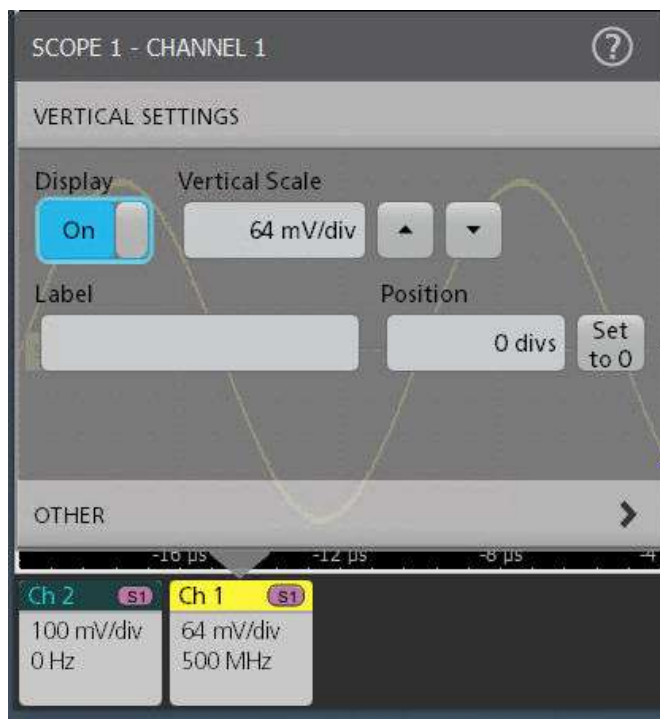 SCOPE 1 - CHANNEL 1 ?
VERTICAL SETTINGS
Display Vertical Scale
On 64 mV/div
Label Position
0 divs Set to 0
OTHER
-16 µs -12 µs -8 µs -4
Ch 2 S1 Ch 1 S1
100 mV/div 64 mV/div
0 Hz 500 MHz